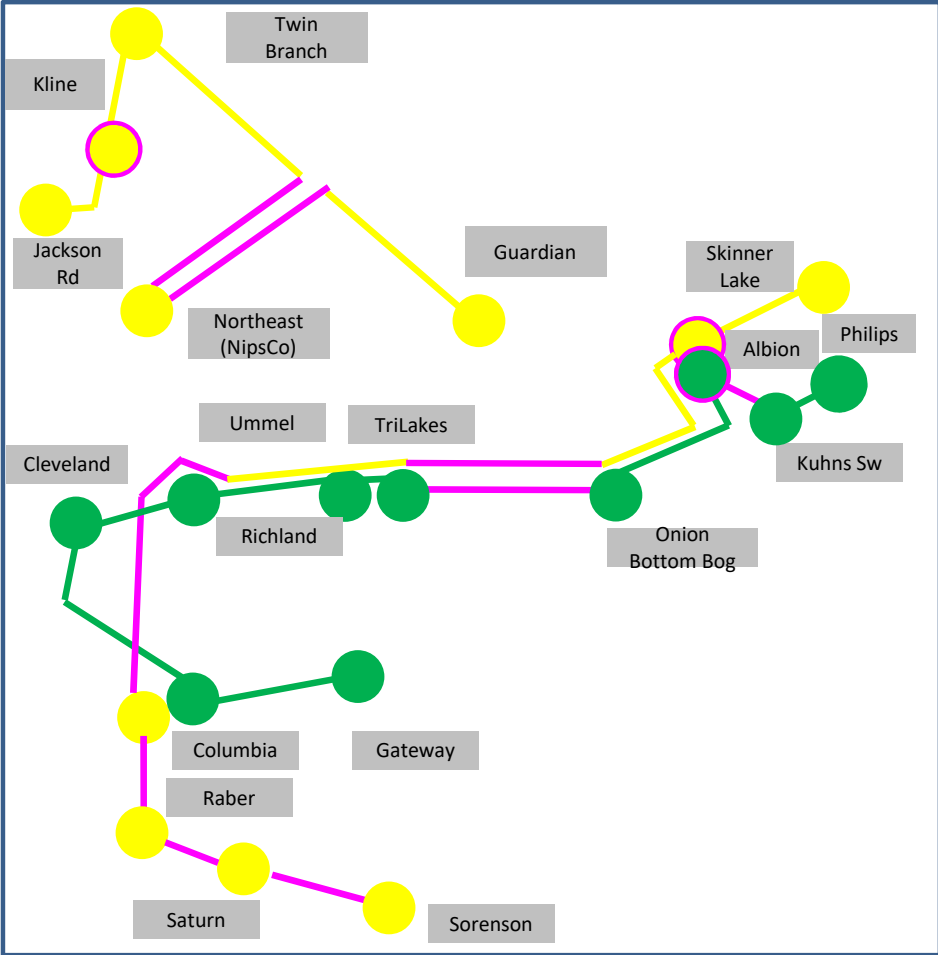 Twin
Branch
Kline
Jackson
Rd
Guardian
Skinner
Lake
Northeast
(NipsCo)
Philips
Albion
Ummel
TriLakes
Cleveland
Kuhns Sw
Richland
Onion
Bottom Bog
Columbia
Gateway
Raber
Saturn
Sorenson